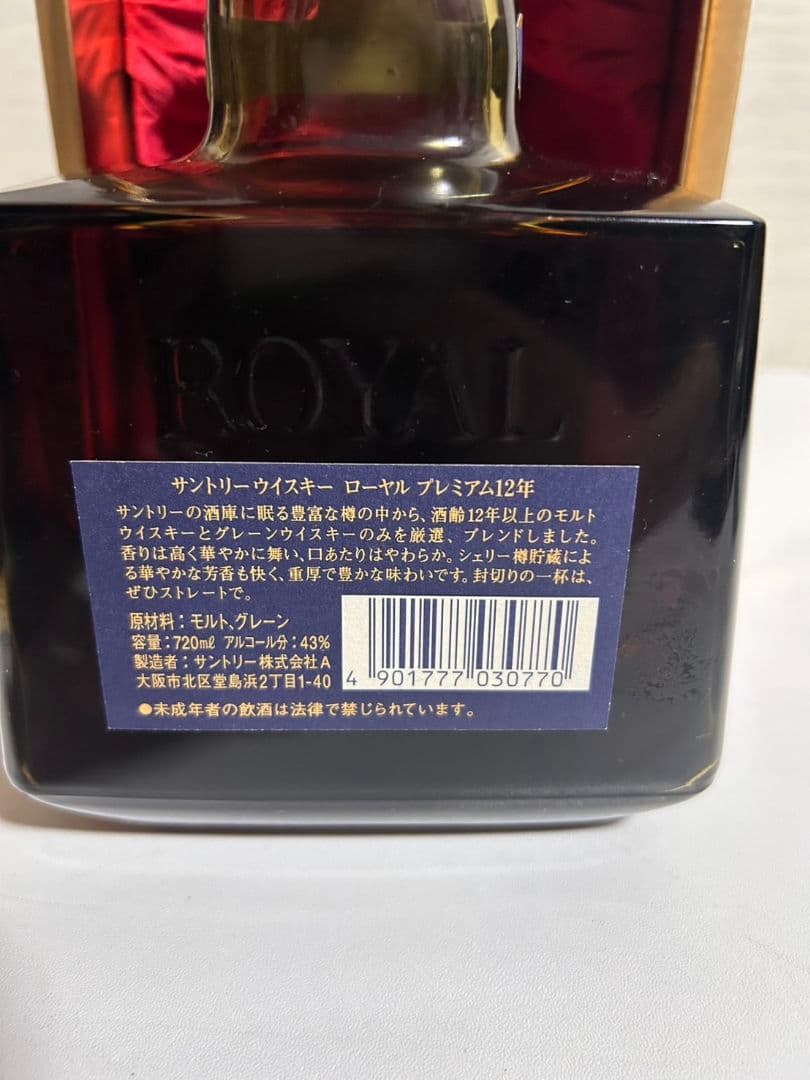 ROYAL
サントリーウイスキー ローヤル プレミアム12年
サントリーの酒庫に眠る豊富な樽の中から、酒齢12年以上のモルト
ウイスキーとグレーンウイスキーのみを厳選、ブレンドしました。
香りは高く華やかに舞い、口あたりはやわらか。シェリー樽貯蔵によ
る華やかな芳香も快く、重厚で豊かな味わいです。封切りの一杯は、
ぜひストレートで。
原材料：モルト、グレーン
容量：720㎖ アルコール分：43%
製造者：サントリー株式会社A
大阪市北区堂島浜2丁目1-40
4 901777 030770
●未成年者の飲酒は法律で禁じられています。